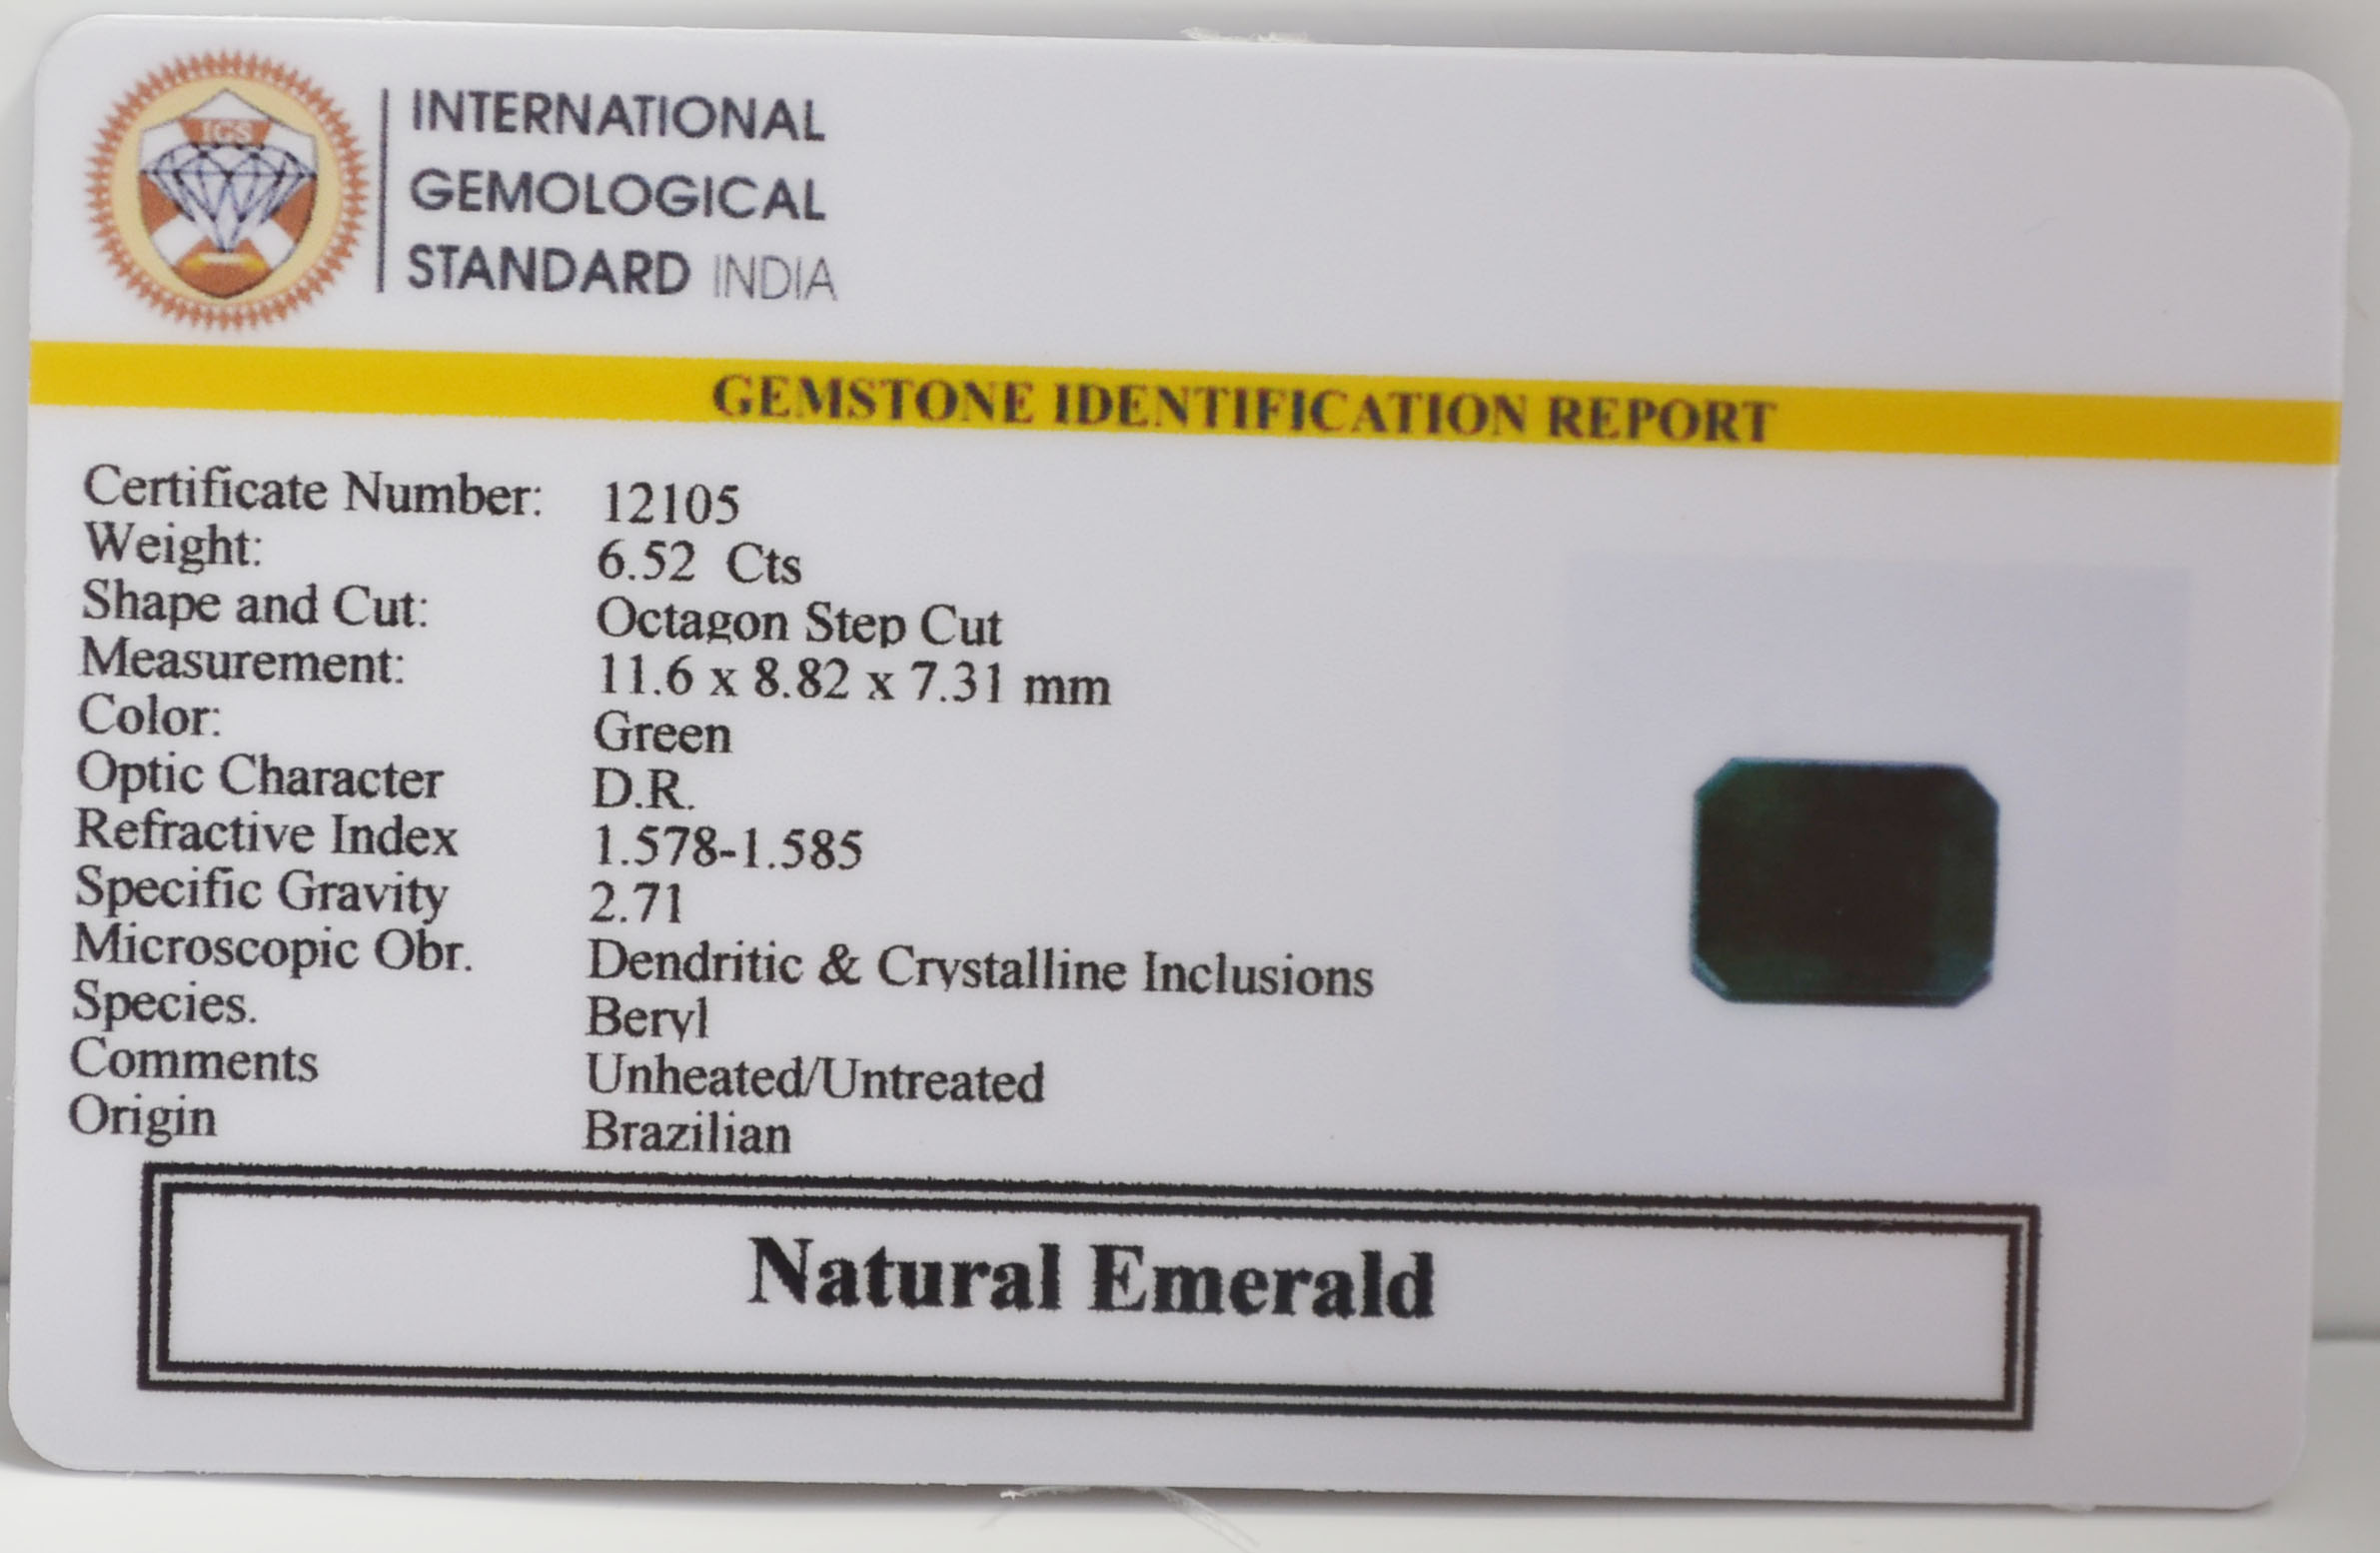 IGS
INTERNATIONAL
GEMOLOGICAL
STANDARD INDIA
GEMSTONE IDENTIFICATION REPORT
Certificate Number: 12105
Weight: 6.52 Cts
Shape and Cut: Octagon Step Cut
Measurement: 11.6 x 8.82 x 7.31 mm
Color: Green
Optic Character D.R.
Refractive Index 1.578-1.585
Specific Gravity 2.71
Microscopic Obr. Dendritic & Crystalline Inclusions
Species. Beryl
Comments Unheated/Untreated
Origin Brazilian
Natural Emerald